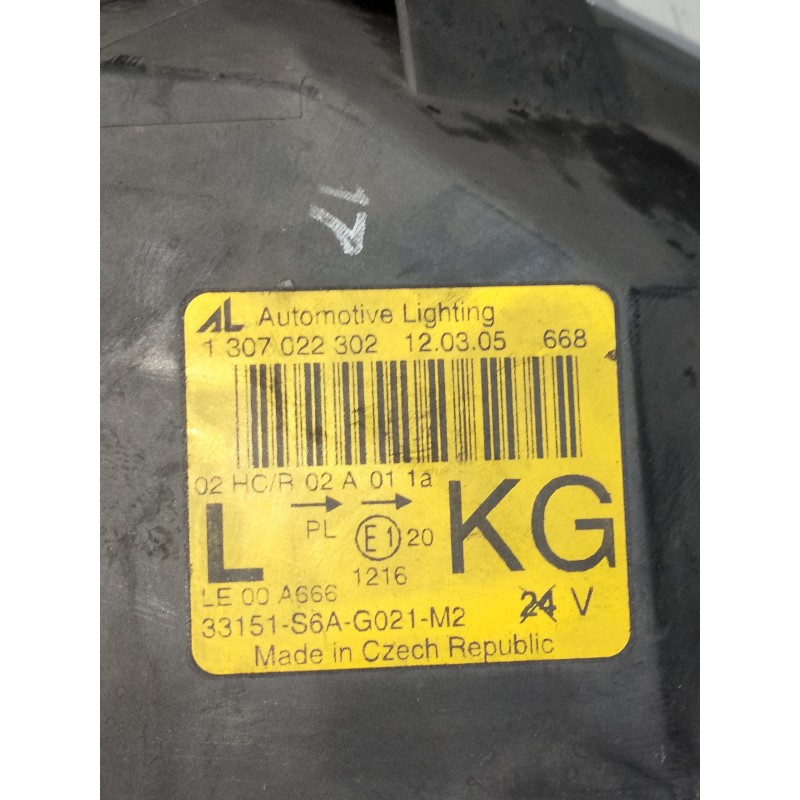 17
AL Automotive Lighting
1 307 022 302 12.03.05 668
02 HC/R 02 A 01 1a
L → → KG
PL E1 20
1216
LE 00 A666
33151-S6A-G021-M2 24 V
Made in Czech Republic